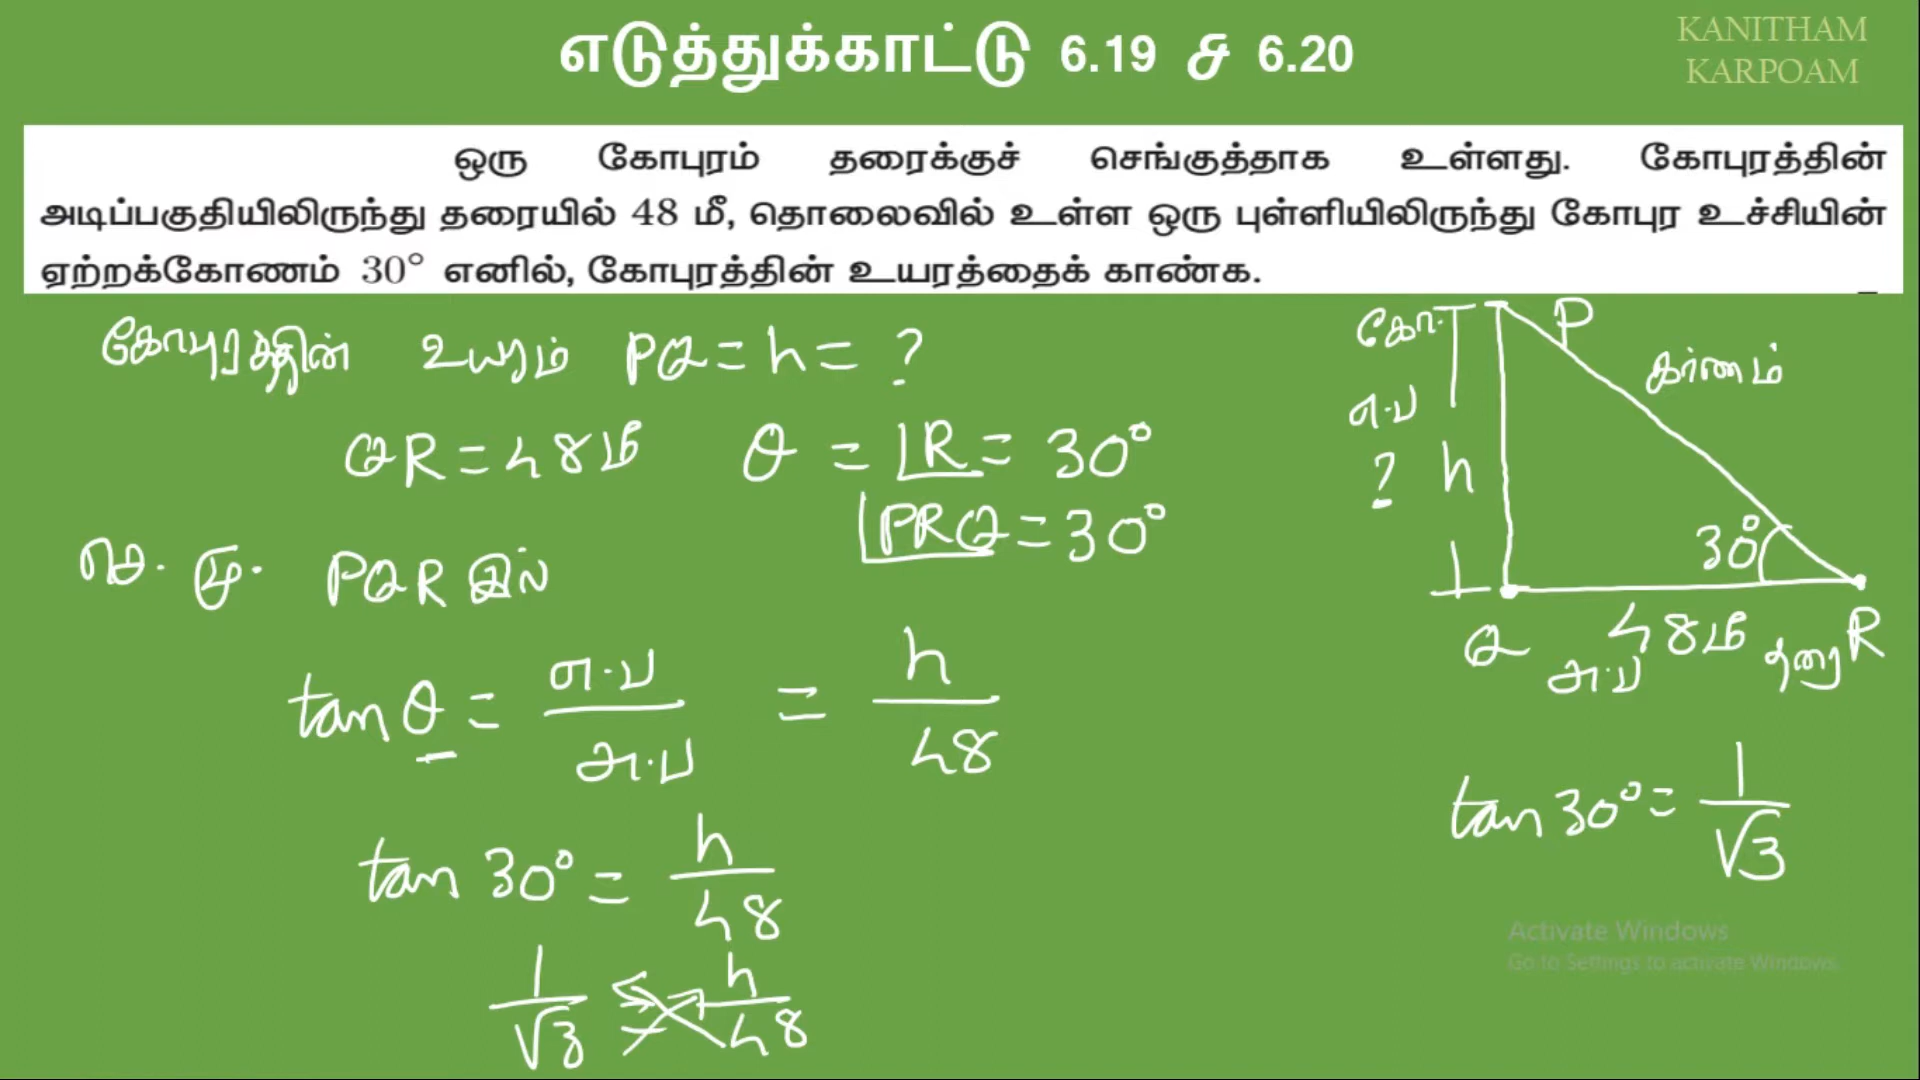 எடுத்துக்காட்டு 6.19 ச 6.20
KANITHAM
KARPOAM
ஒரு கோபுரம் தரைக்குச் செங்குத்தாக உள்ளது. கோபுரத்தின்
அடிப்பகுதியிலிருந்து தரையில் 48 மீ, தொலைவில் உள்ள ஒரு புள்ளியிலிருந்து கோபுர உச்சியின்
ஏற்றக்கோணம் 30° எனில், கோபுரத்தின் உயரத்தைக் காண்க.
கோபுரத்தின் உயரம் PQ = h = ?
QR = 48மீ θ = ∠R = 30°
∠PRQ = 30°
செ. மு. PQR இல்
tan θ = எ.ப / அ.ப = h / 48
tan 30° = h / 48
1 / √3 = h / 48
கோ. P
கர்ணம்
எ.ப
? h
30°
Q 48மீ R
அ.ப தரை
tan 30° = 1 / √3
Activate Windows
Go to Settings to activate Windows.